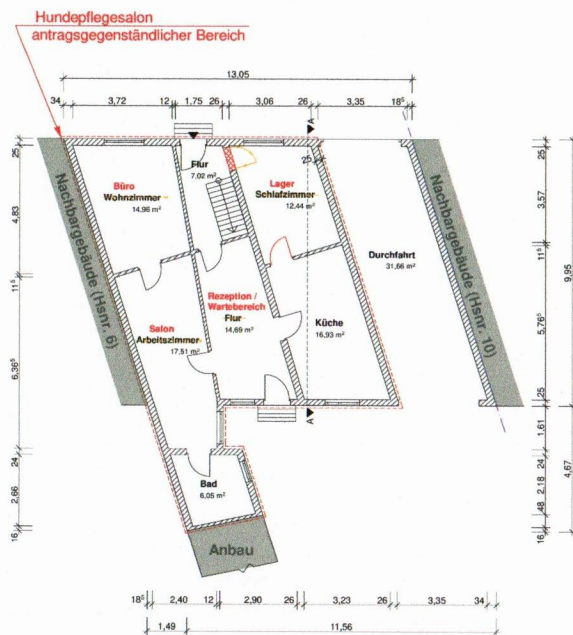 Hundepflegesalon
antragsgegenständlicher Bereich
13,05
34 3,72 12 1,75 26 3,06 26 3,35 18⁵
A
25
4,83
11⁵
6,36⁵
24
2,66
16
Nachbargebäude (Hsnr. 6)
Büro
Wohnzimmer
14,96 m²
Flur
7,02 m²
Lager
Schlafzimmer
12,44 m²
25
Durchfahrt
31,66 m²
Nachbargebäude (Hsnr. 10)
25
3,57
11⁵
5,76⁵
25
1,61
24
2,18
48
16
9,95
4,67
Rezeption /
Wartebereich
Flur
14,69 m²
Salon
Arbeitszimmer
17,51 m²
Küche
16,93 m²
A
Bad
6,05 m²
Anbau
18⁵ 2,40 12 2,90 26 3,23 26 3,35 34
1,49 11,56